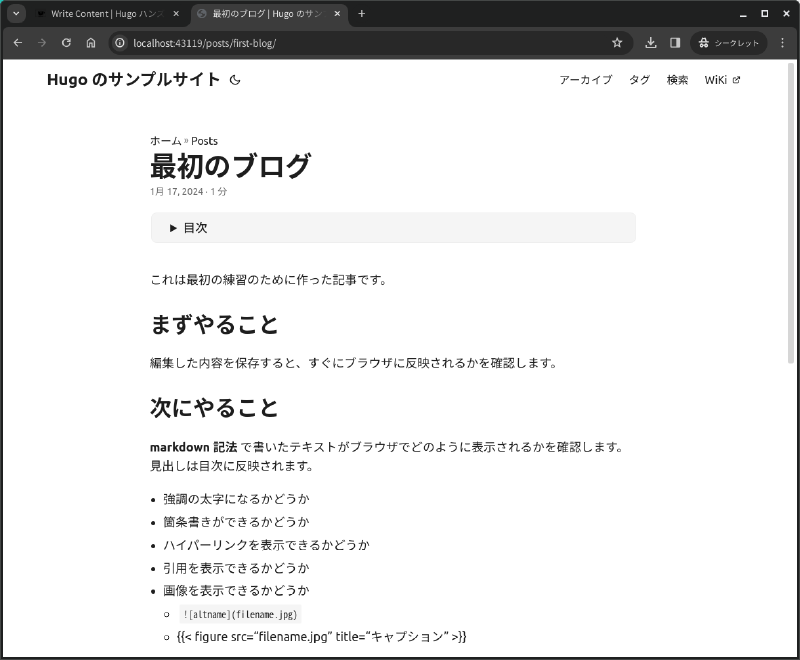 Write Content | Hugo ハンズ
最初のブログ | Hugo のサン
localhost:43119/posts/first-blog/
シークレット
Hugo のサンプルサイト
アーカイブ タグ 検索 WiKi
ホーム » Posts
最初のブログ
1月 17, 2024 · 1 分
▶ 目次
これは最初の練習のために作った記事です。
まずやること
編集した内容を保存すると、すぐにブラウザに反映されるかを確認します。
次にやること
markdown 記法 で書いたテキストがブラウザでどのように表示されるかを確認します。
見出しは目次に反映されます。
• 強調の太字になるかどうか
• 箇条書きができるかどうか
• ハイパーリンクを表示できるかどうか
• 引用を表示できるかどうか
• 画像を表示できるかどうか
◦ ![altname](filename.jpg)
◦ {{< figure src=“filename.jpg” title=“キャプション” >}}